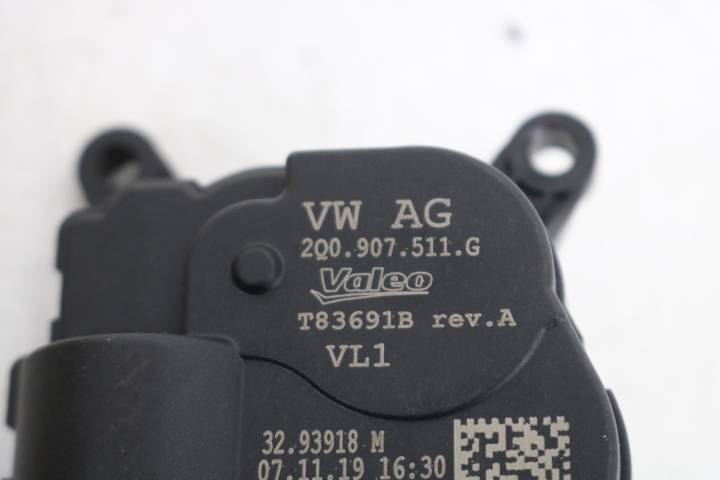 VW AG
2Q0.907.511.G
Valeo
T83691B rev.A
VL1
32.93918 M
07.11.19 16:30